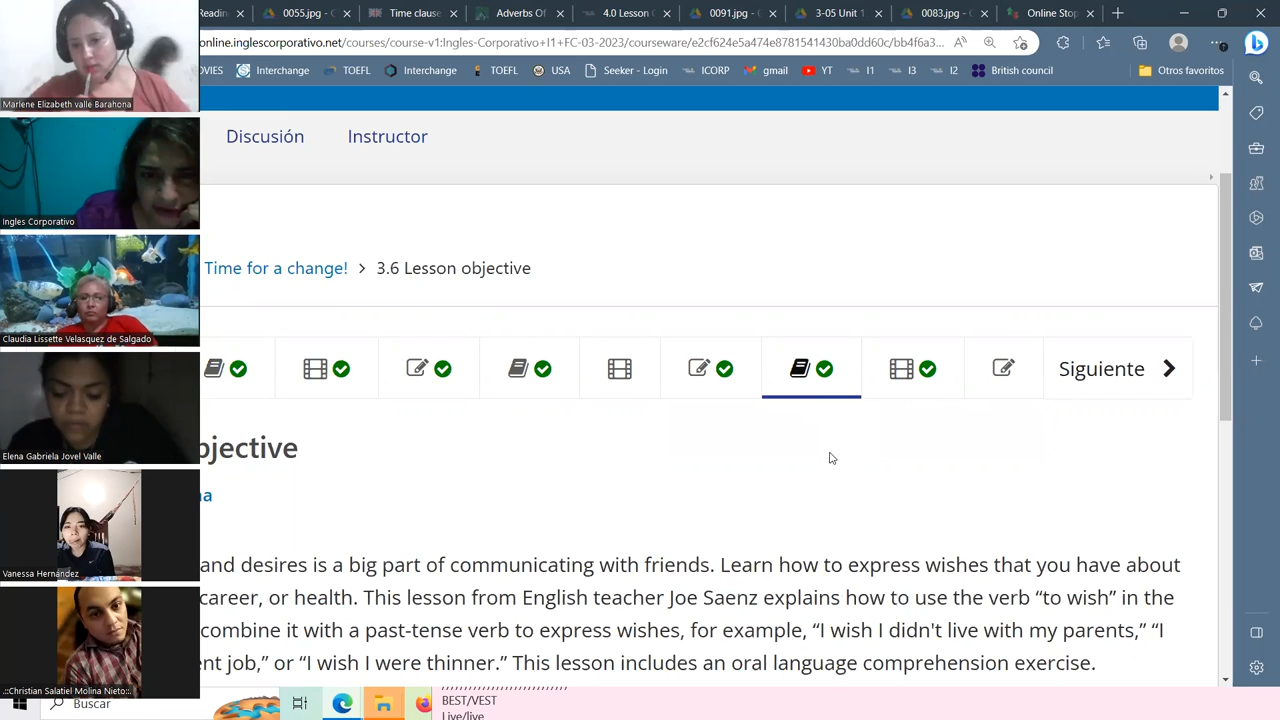 Readin
0055.jpg - G
Time clause
Adverbs Of
4.0 Lesson
0091.jpg - G
3-05 Unit 1
0083.jpg - G
Online Stop
online.inglescorporativo.net/courses/course-v1:Ingles-Corporativo+I1+FC-03-2023/courseware/e2cf624e5a474e8781541430ba0dd60c/bb4f6a3...
OVIES
Interchange
TOEFL
Interchange
TOEFL
USA
Seeker - Login
ICORP
gmail
YT
I1
I3
I2
British council
Otros favoritos
Marlene Elizabeth valle Barahona
Discusión
Instructor
Ingles Corporativo
Time for a change! > 3.6 Lesson objective
Claudia Lissette Velasquez de Salgado
Siguiente
bjective
Elena Gabriela Jovel Valle
na
and desires is a big part of communicating with friends. Learn how to express wishes that you have about
Vanessa Hernández
career, or health. This lesson from English teacher Joe Saenz explains how to use the verb “to wish” in the
combine it with a past-tense verb to express wishes, for example, “I wish I didn't live with my parents,” “I
ent job,” or “I wish I were thinner.” This lesson includes an oral language comprehension exercise.
.::Christian Salatiel Molina Nieto::.
Buscar
BEST/VEST
Live/live